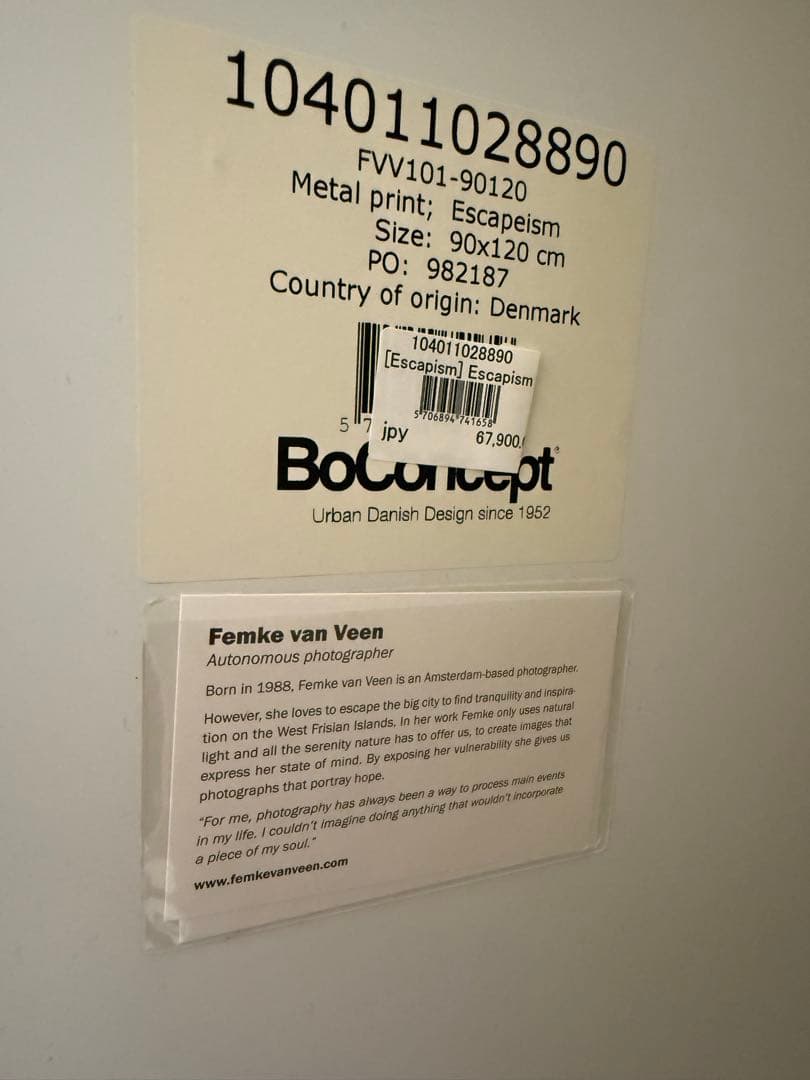 104011028890
FVV101-90120
Metal print; Escapeism
Size: 90x120 cm
PO: 982187
Country of origin: Denmark
104011028890
[Escapism] Escapism
5 706894 741658
jpy 67,900.
5 7
BoConcept
Urban Danish Design since 1952
Femke van Veen
Autonomous photographer
Born in 1988, Femke van Veen is an Amsterdam-based photographer.
However, she loves to escape the big city to find tranquility and inspira-
tion on the West Frisian Islands. In her work Femke only uses natural
light and all the serenity nature has to offer us, to create images that
express her state of mind. By exposing her vulnerability she gives us
photographs that portray hope.
“For me, photography has always been a way to process main events
in my life. I couldn’t imagine doing anything that wouldn’t incorporate
a piece of my soul.”
www.femkevanveen.com